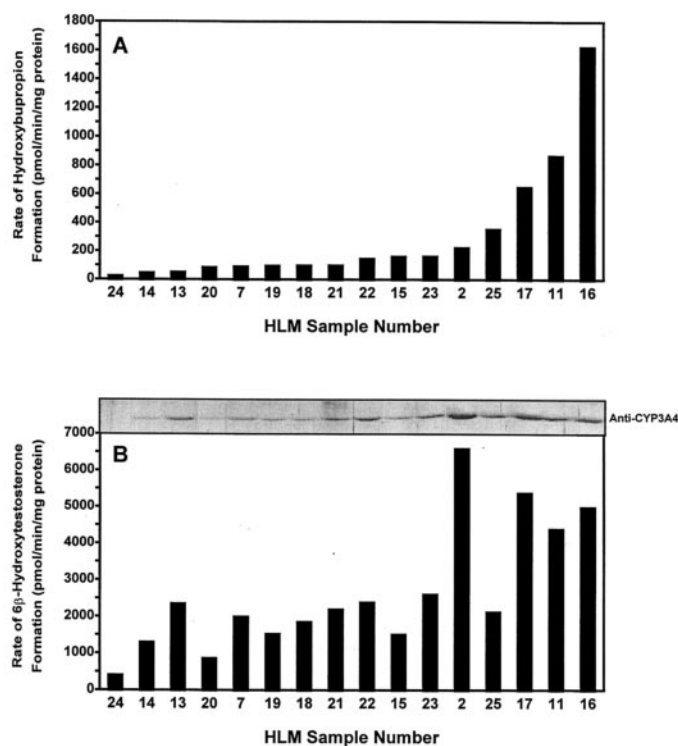 1800
A
1600
1400
1200
1000
800
600
400
200
0
Rate of Hydroxybupropion
Formation (pmol/min/mg protein)
24 14 13 20 7 19 18 21 22 15 23 2 25 17 11 16
HLM Sample Number
Anti-CYP3A4
7000
B
6000
5000
4000
3000
2000
1000
0
Rate of 6β-Hydroxytestosterone
Formation (pmol/min/mg protein)
24 14 13 20 7 19 18 21 22 15 23 2 25 17 11 16
HLM Sample Number